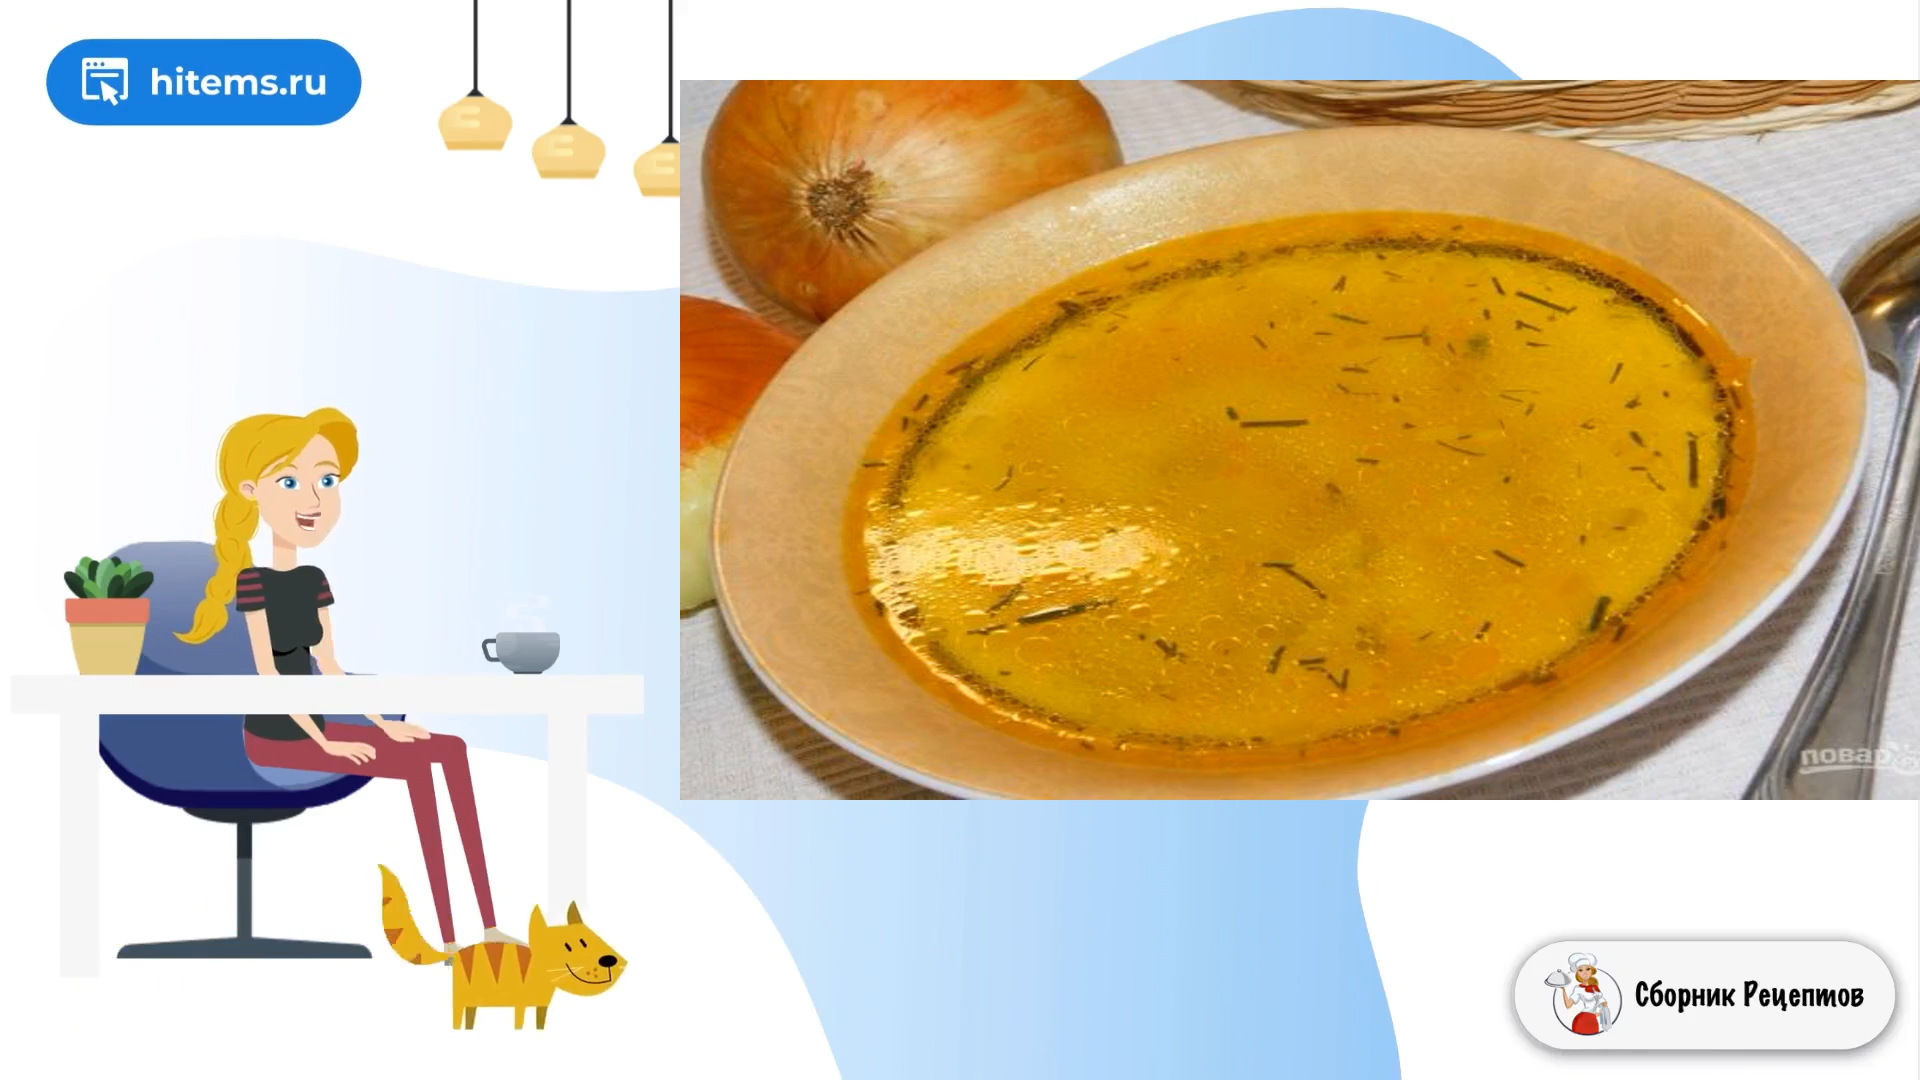 hitems.ru
повар
Сборник Рецептов